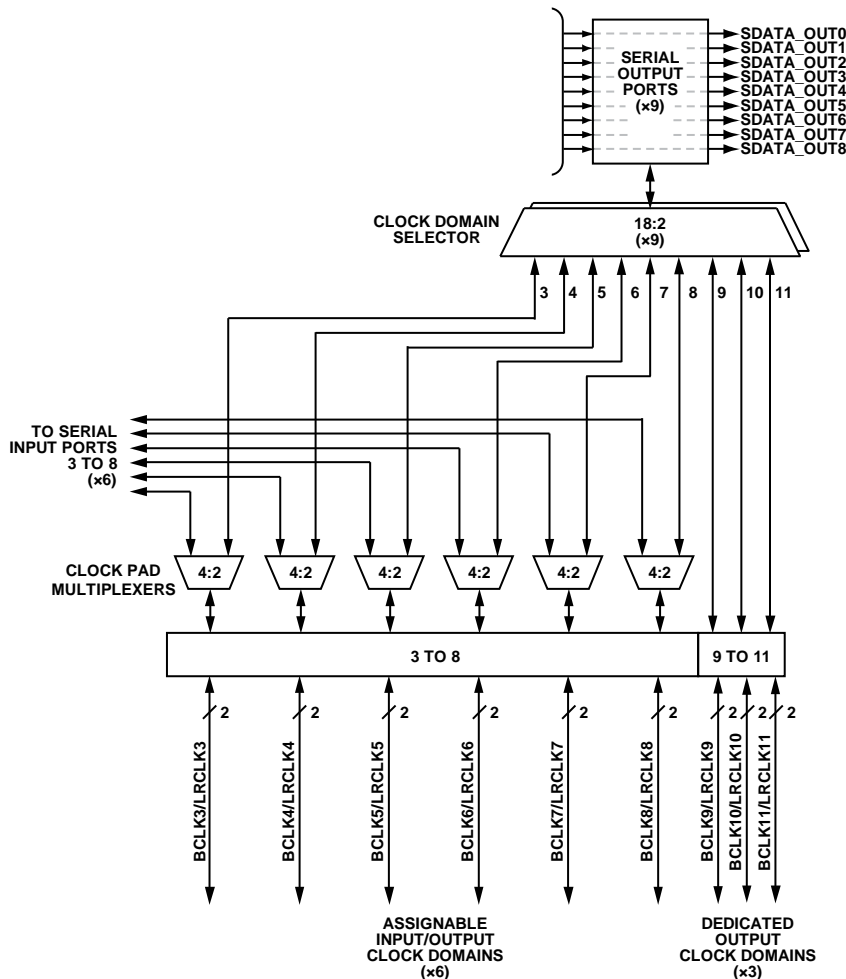 SDATA_OUT0
SDATA_OUT1
SDATA_OUT2
SDATA_OUT3
SDATA_OUT4
SDATA_OUT5
SDATA_OUT6
SDATA_OUT7
SDATA_OUT8
SERIAL
OUTPUT
PORTS
(×9)
CLOCK DOMAIN
SELECTOR
18:2
(×9)
3 4 5 6 7 8 9 10 11
TO SERIAL
INPUT PORTS
3 TO 8
(×6)
CLOCK PAD
MULTIPLEXERS
4:2 4:2 4:2 4:2 4:2 4:2
3 TO 8 9 TO 11
2 2 2 2 2 2 2 2 2
BCLK3/LRCLK3
BCLK4/LRCLK4
BCLK5/LRCLK5
BCLK6/LRCLK6
BCLK7/LRCLK7
BCLK8/LRCLK8
BCLK9/LRCLK9
BCLK10/LRCLK10
BCLK11/LRCLK11
ASSIGNABLE
INPUT/OUTPUT
CLOCK DOMAINS
(×6)
DEDICATED
OUTPUT
CLOCK DOMAINS
(×3)